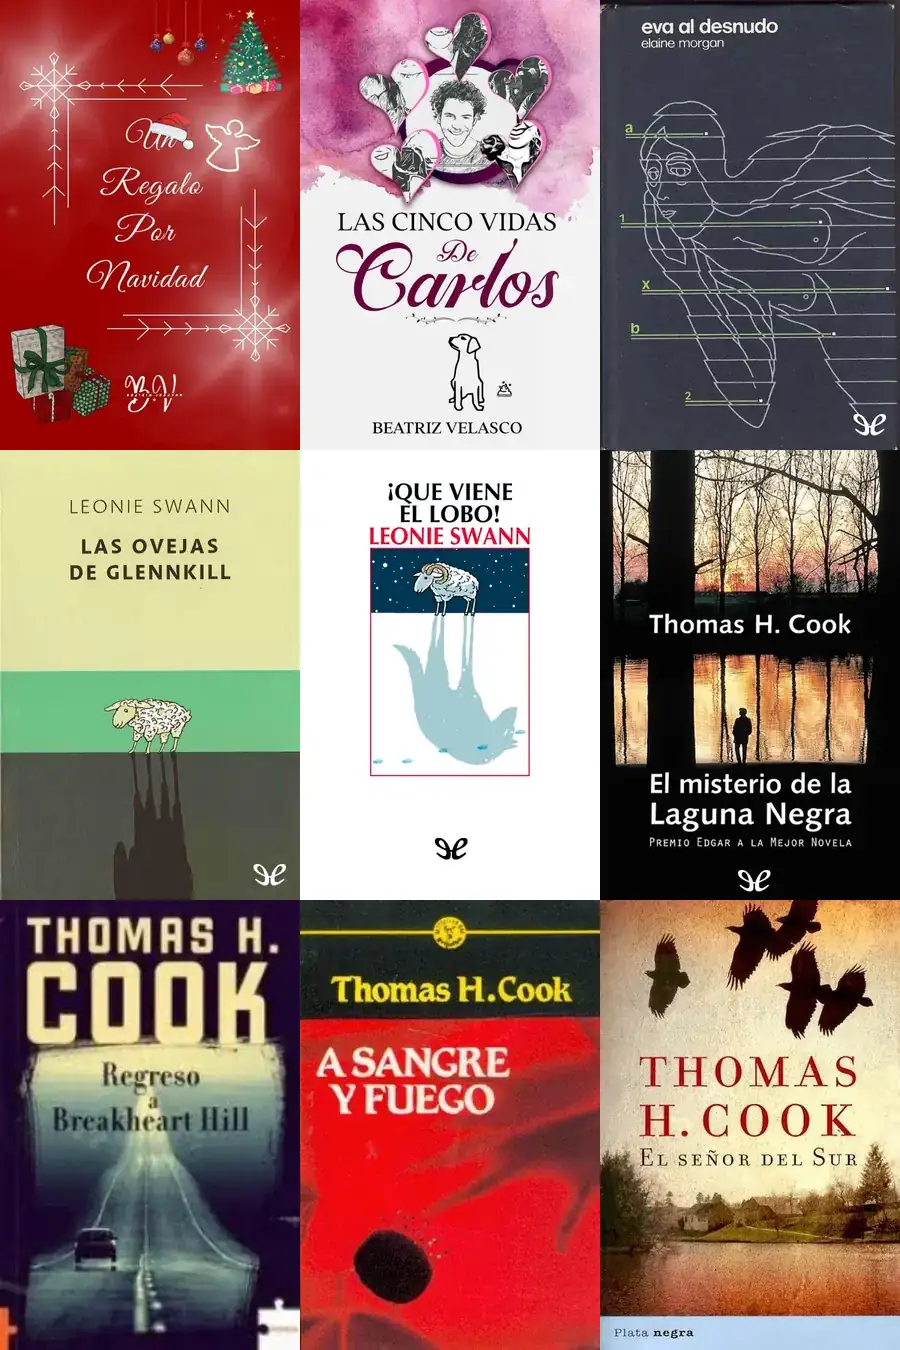 Un
Regalo
Por
Navidad
B.V
LAS CINCO VIDAS
De
Carlos
BEATRIZ VELASCO
eva al desnudo
elaine morgan
a
1
x
b
2
LEONIE SWANN
LAS OVEJAS
DE GLENNKILL
¡QUE VIENE
EL LOBO!
LEONIE SWANN
Thomas H. Cook
El misterio de la
Laguna Negra
PREMIO EDGAR A LA MEJOR NOVELA
THOMAS H.
COOK
Regreso
a
Breakheart Hill
Thomas H. Cook
A SANGRE
Y FUEGO
THOMAS
H. COOK
EL SEÑOR DEL SUR
Plata negra